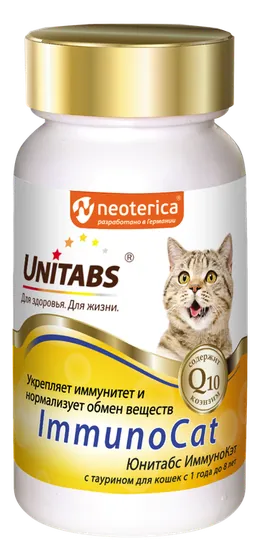 neoterica®
разработано в Германии
UNITABS®
Для здоровья. Для жизни.
содержит
Q10
коэнзим
Укрепляет иммунитет и
нормализует обмен веществ
ImmunoCat
Юнитабс ИммуноКэт
с таурином для кошек с 1 года до 8 лет